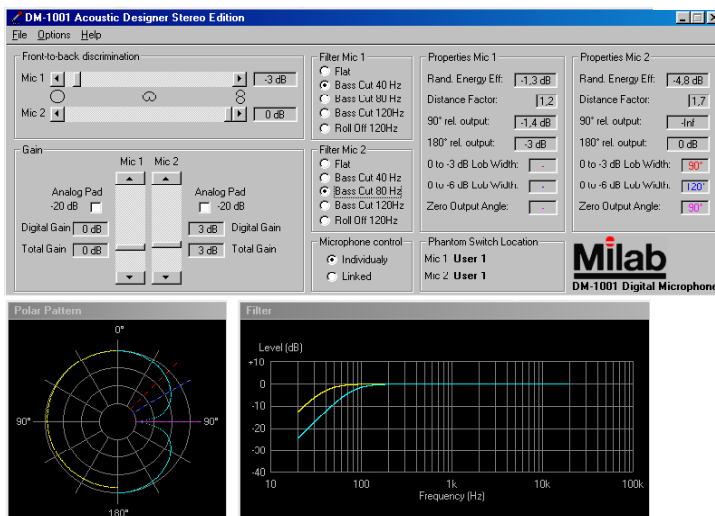 DM-1001 Acoustic Designer Stereo Edition
File Options Help
Front-to-back discrimination
Mic 1 -3 dB
Mic 2 0 dB
Gain
Mic 1 Mic 2
Analog Pad
-20 dB
Analog Pad
-20 dB
Digital Gain 0 dB 3 dB Digital Gain
Total Gain 0 dB 3 dB Total Gain
Filter Mic 1
Flat
Bass Cut 40 Hz
Bass Cut 80 Hz
Bass Cut 120Hz
Roll Off 120Hz
Filter Mic 2
Flat
Bass Cut 40 Hz
Bass Cut 80 Hz
Bass Cut 120Hz
Roll Off 120Hz
Microphone control
Individualy
Linked
Properties Mic 1
Rand. Energy Eff: -1,3 dB
Distance Factor: 1,2
90° rel. output: -1,4 dB
180° rel. output: -3 dB
0 to -3 dB Lob Width: -
0 to -6 dB Lob Width: -
Zero Output Angle: -
Properties Mic 2
Rand. Energy Eff: -4,8 dB
Distance Factor: 1,7
90° rel. output: -Inf
180° rel. output: 0 dB
0 to -3 dB Lob Width: 90°
0 to -6 dB Lob Width: 120°
Zero Output Angle: 90°
Phantom Switch Location
Mic 1 User 1
Mic 2 User 1
Milab
DM-1001 Digital Microphone
Polar Pattern
0°
90° 90°
180°
Filter
Level (dB)
+10
0
-10
-20
-30
-40
10 100 1k 10k 100k
Frequency (Hz)